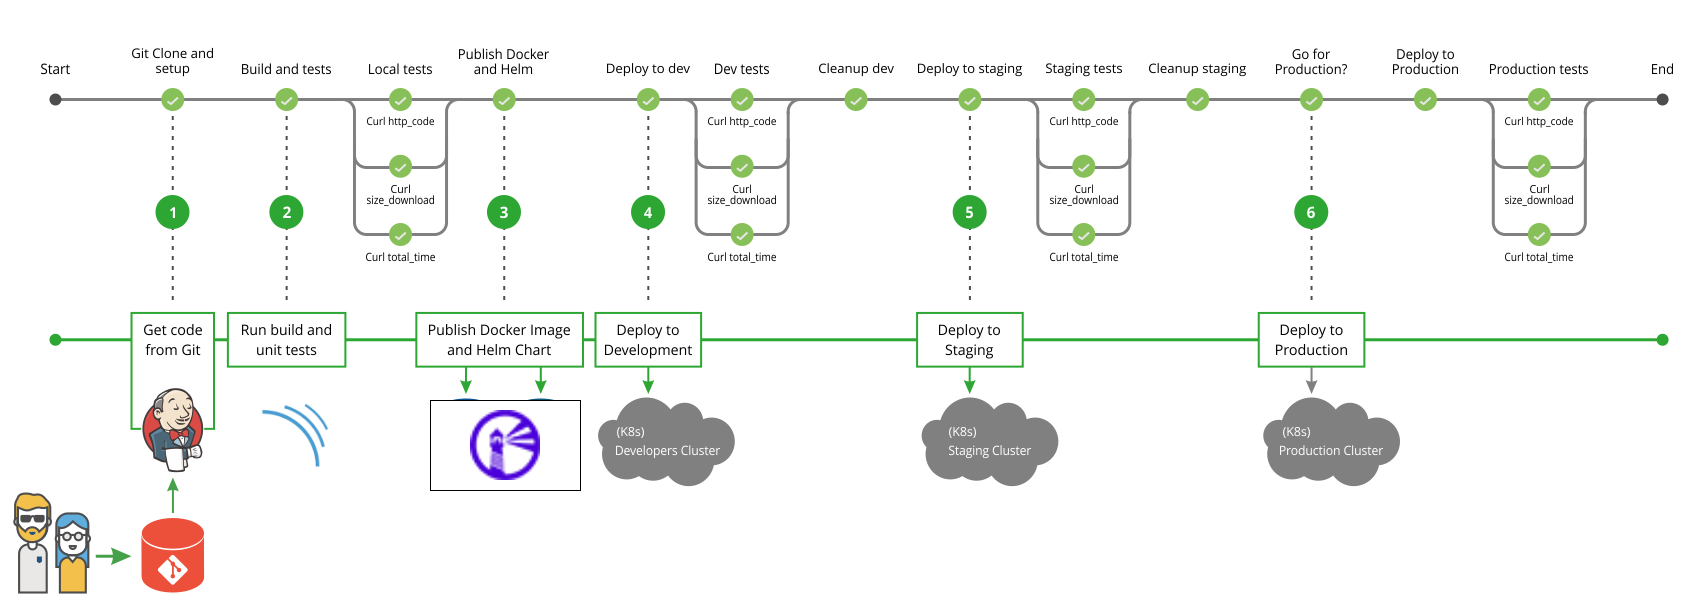 Start
Git Clone and
setup
Build and tests
Local tests
Publish Docker
and Helm
Deploy to dev
Dev tests
Cleanup dev
Deploy to staging
Staging tests
Cleanup staging
Go for
Production?
Deploy to
Production
Production tests
End
Curl http_code
Curl http_code
Curl http_code
Curl http_code
Curl
size_download
Curl
size_download
Curl
size_download
Curl
size_download
1
2
3
4
5
6
Curl total_time
Curl total_time
Curl total_time
Curl total_time
Get code
from Git
Run build and
unit tests
Publish Docker Image
and Helm Chart
Deploy to
Development
Deploy to
Staging
Deploy to
Production
(K8s)
Developers Cluster
(K8s)
Staging Cluster
(K8s)
Production Cluster